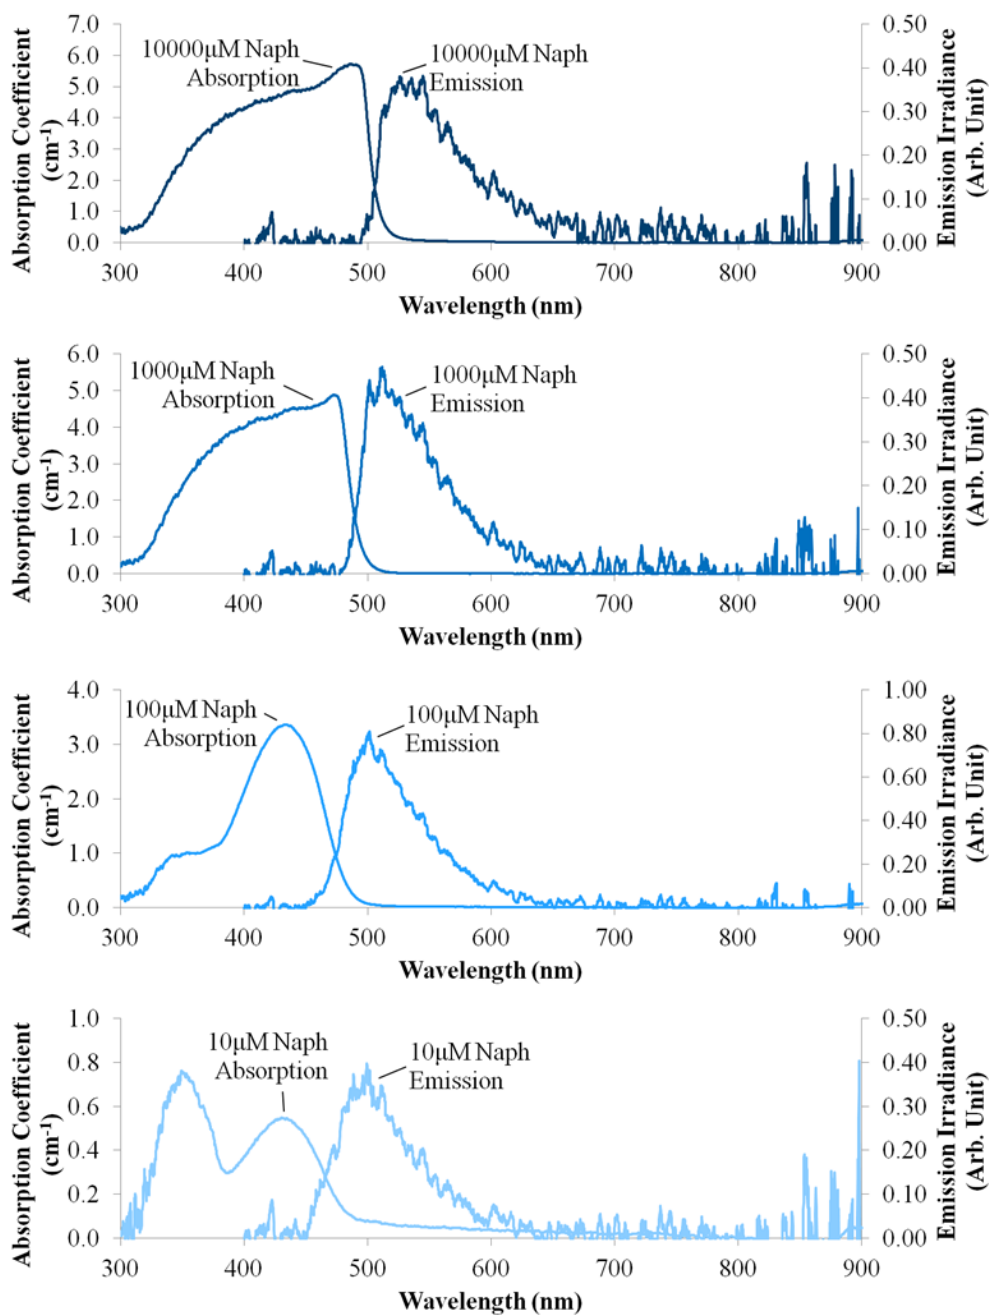 Absorption Coefficient
(cm-1)
7.0
6.0
5.0
4.0
3.0
2.0
1.0
0.0
10000μM Naph
Absorption
10000μM Naph
Emission
0.50
0.40
0.30
0.20
0.10
0.00
Emission Irradiance
(Arb. Unit)
300 400 500 600 700 800 900
Wavelength (nm)
Absorption Coefficient
(cm-1)
6.0
5.0
4.0
3.0
2.0
1.0
0.0
1000μM Naph
Absorption
1000μM Naph
Emission
0.50
0.40
0.30
0.20
0.10
0.00
Emission Irradiance
(Arb. Unit)
300 400 500 600 700 800 900
Wavelength (nm)
Absorption Coefficient
(cm-1)
4.0
3.0
2.0
1.0
0.0
100μM Naph
Absorption
100μM Naph
Emission
1.00
0.80
0.60
0.40
0.20
0.00
Emission Irradiance
(Arb. Unit)
300 400 500 600 700 800 900
Wavelength (nm)
Absorption Coefficient
(cm-1)
1.0
0.8
0.6
0.4
0.2
0.0
10μM Naph
Absorption
10μM Naph
Emission
0.50
0.40
0.30
0.20
0.10
0.00
Emission Irradiance
(Arb. Unit)
300 400 500 600 700 800 900
Wavelength (nm)